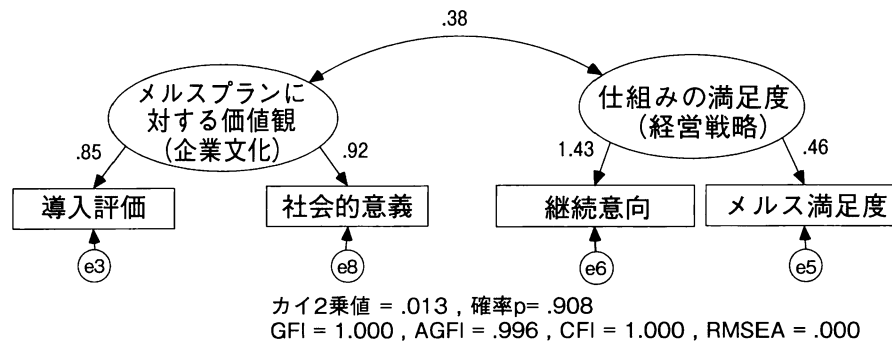 .38
メルスプランに
対する価値観
(企業文化)
仕組みの満足度
(経営戦略)
.85
.92
1.43
.46
導入評価
社会的意義
継続意向
メルス満足度
e3
e8
e6
e5
カイ2乗値 = .013 , 確率p= .908
GFI = 1.000 , AGFI = .996 , CFI = 1.000 , RMSEA = .000